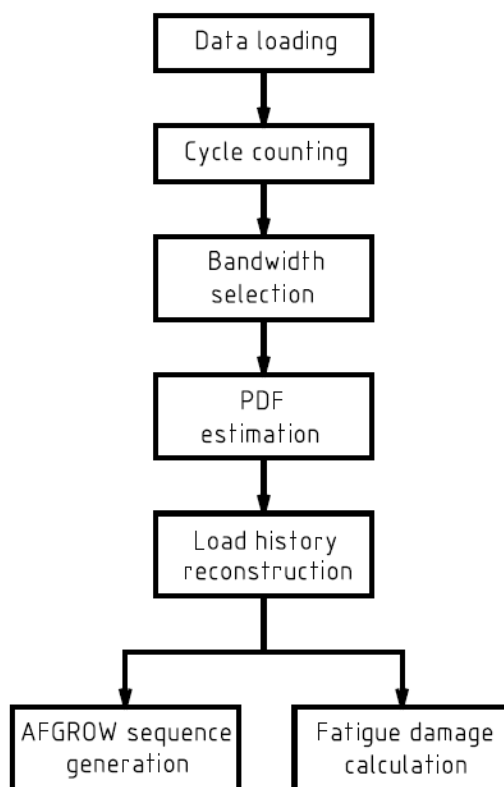 Data loading
Cycle counting
Bandwidth
selection
PDF
estimation
Load history
reconstruction
AFGROW sequence
generation
Fatigue damage
calculation